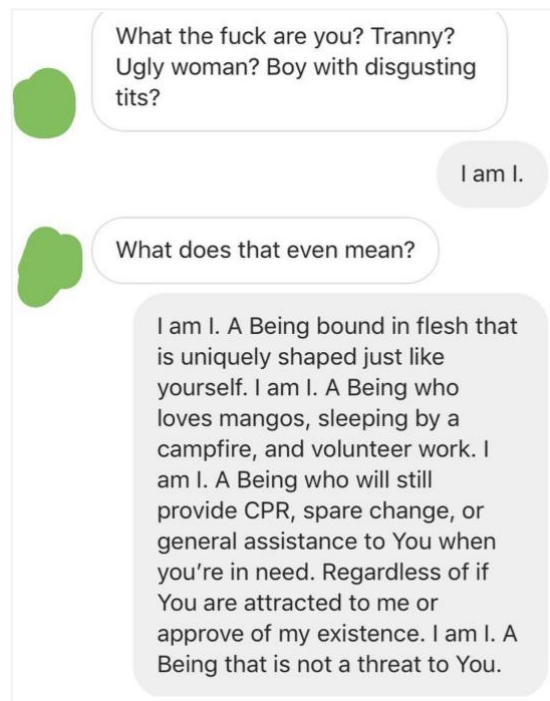 What the fuck are you? Tranny?
Ugly woman? Boy with disgusting
tits?
I am I.
What does that even mean?
I am I. A Being bound in flesh that
is uniquely shaped just like
yourself. I am I. A Being who
loves mangos, sleeping by a
campfire, and volunteer work. I
am I. A Being who will still
provide CPR, spare change, or
general assistance to You when
you’re in need. Regardless of if
You are attracted to me or
approve of my existence. I am I. A
Being that is not a threat to You.